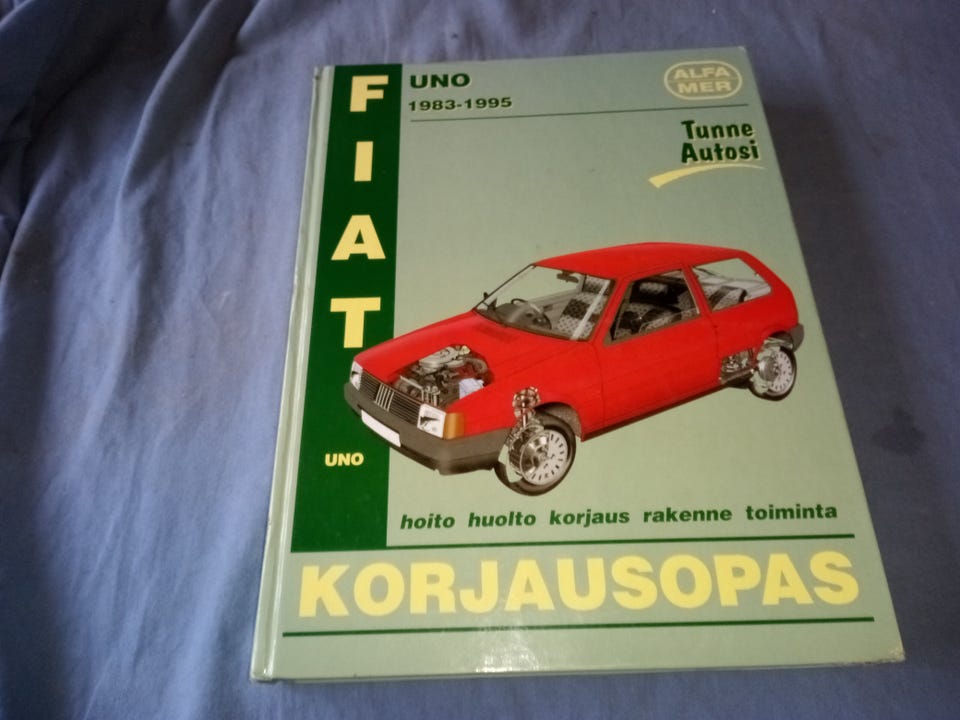 FIAT
UNO
UNO
1983-1995
ALFA
MER
Tunne
Autosi
hoito huolto korjaus rakenne toiminta
KORJAUSOPAS